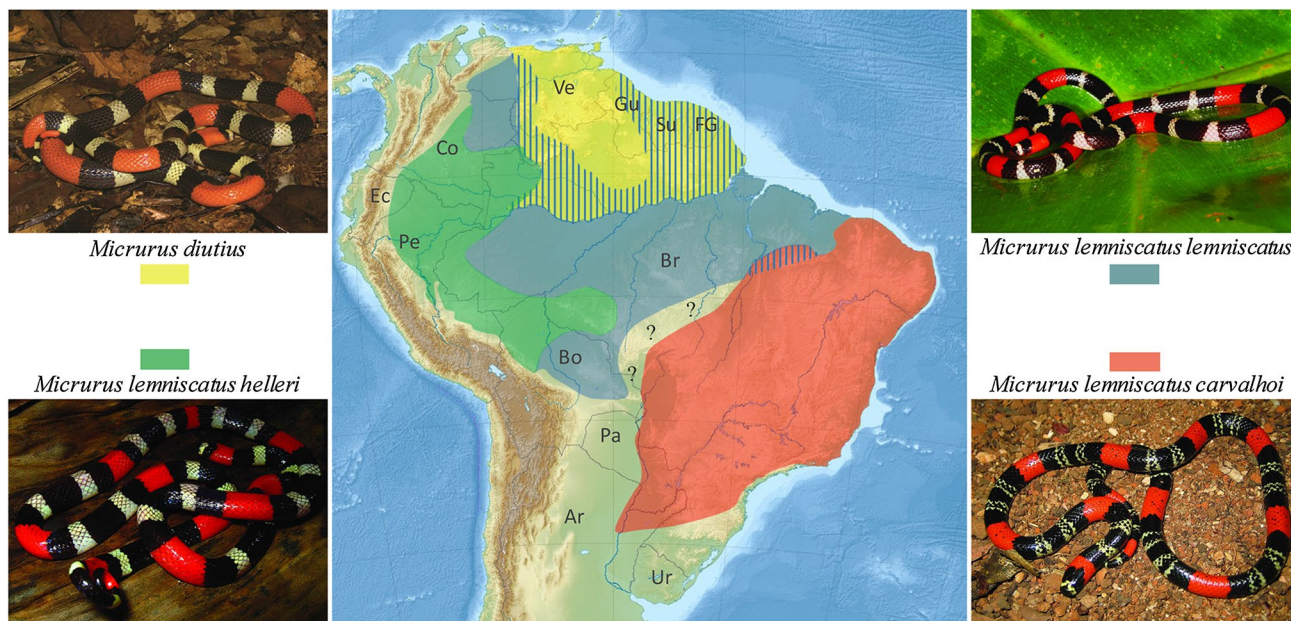 Micrurus diutius
Micrurus lemniscatus helleri
Ve
Gu
Su
FG
Co
Ec
Pe
Br
?
?
?
Bo
Pa
Ar
Ur
Micrurus lemniscatus lemniscatus
Micrurus lemniscatus carvalhoi